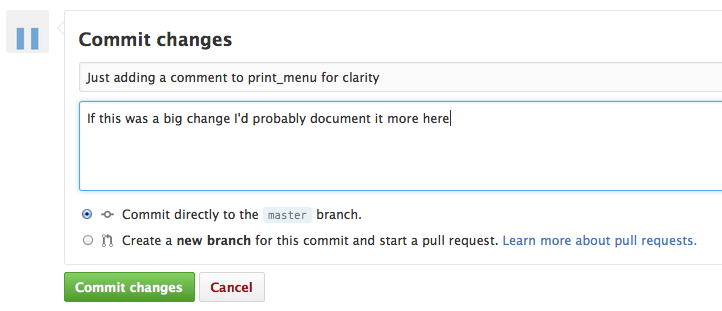 Commit changes
Just adding a comment to print_menu for clarity
If this was a big change I'd probably document it more here
Commit directly to the master branch.
Create a new branch for this commit and start a pull request. Learn more about pull requests.
Commit changes Cancel